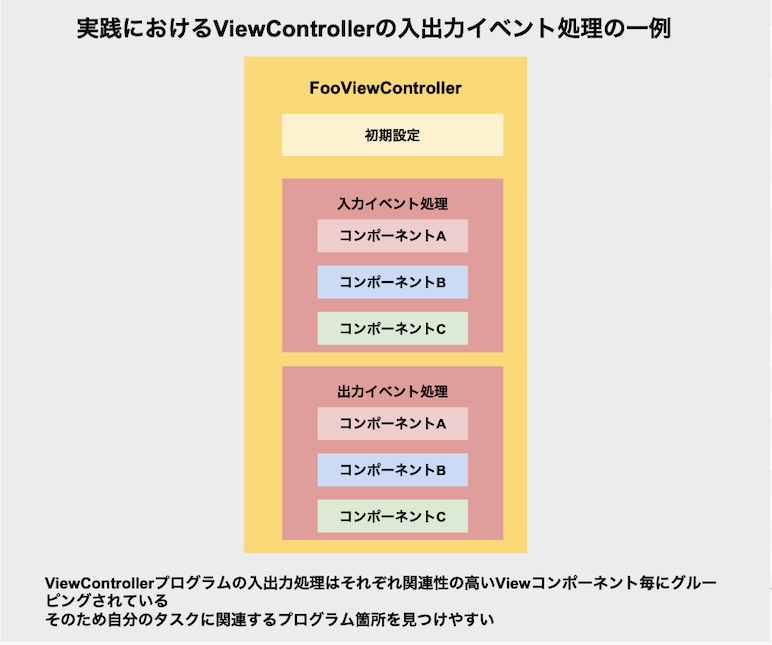 実践におけるViewControllerの入出力イベント処理の一例
FooViewController
初期設定
入力イベント処理
コンポーネントA
コンポーネントB
コンポーネントC
出力イベント処理
コンポーネントA
コンポーネントB
コンポーネントC
ViewControllerプログラムの入出力処理はそれぞれ関連性の高いViewコンポーネント毎にグルー
ピングされている
そのため自分のタスクに関連するプログラム箇所を見つけやすい